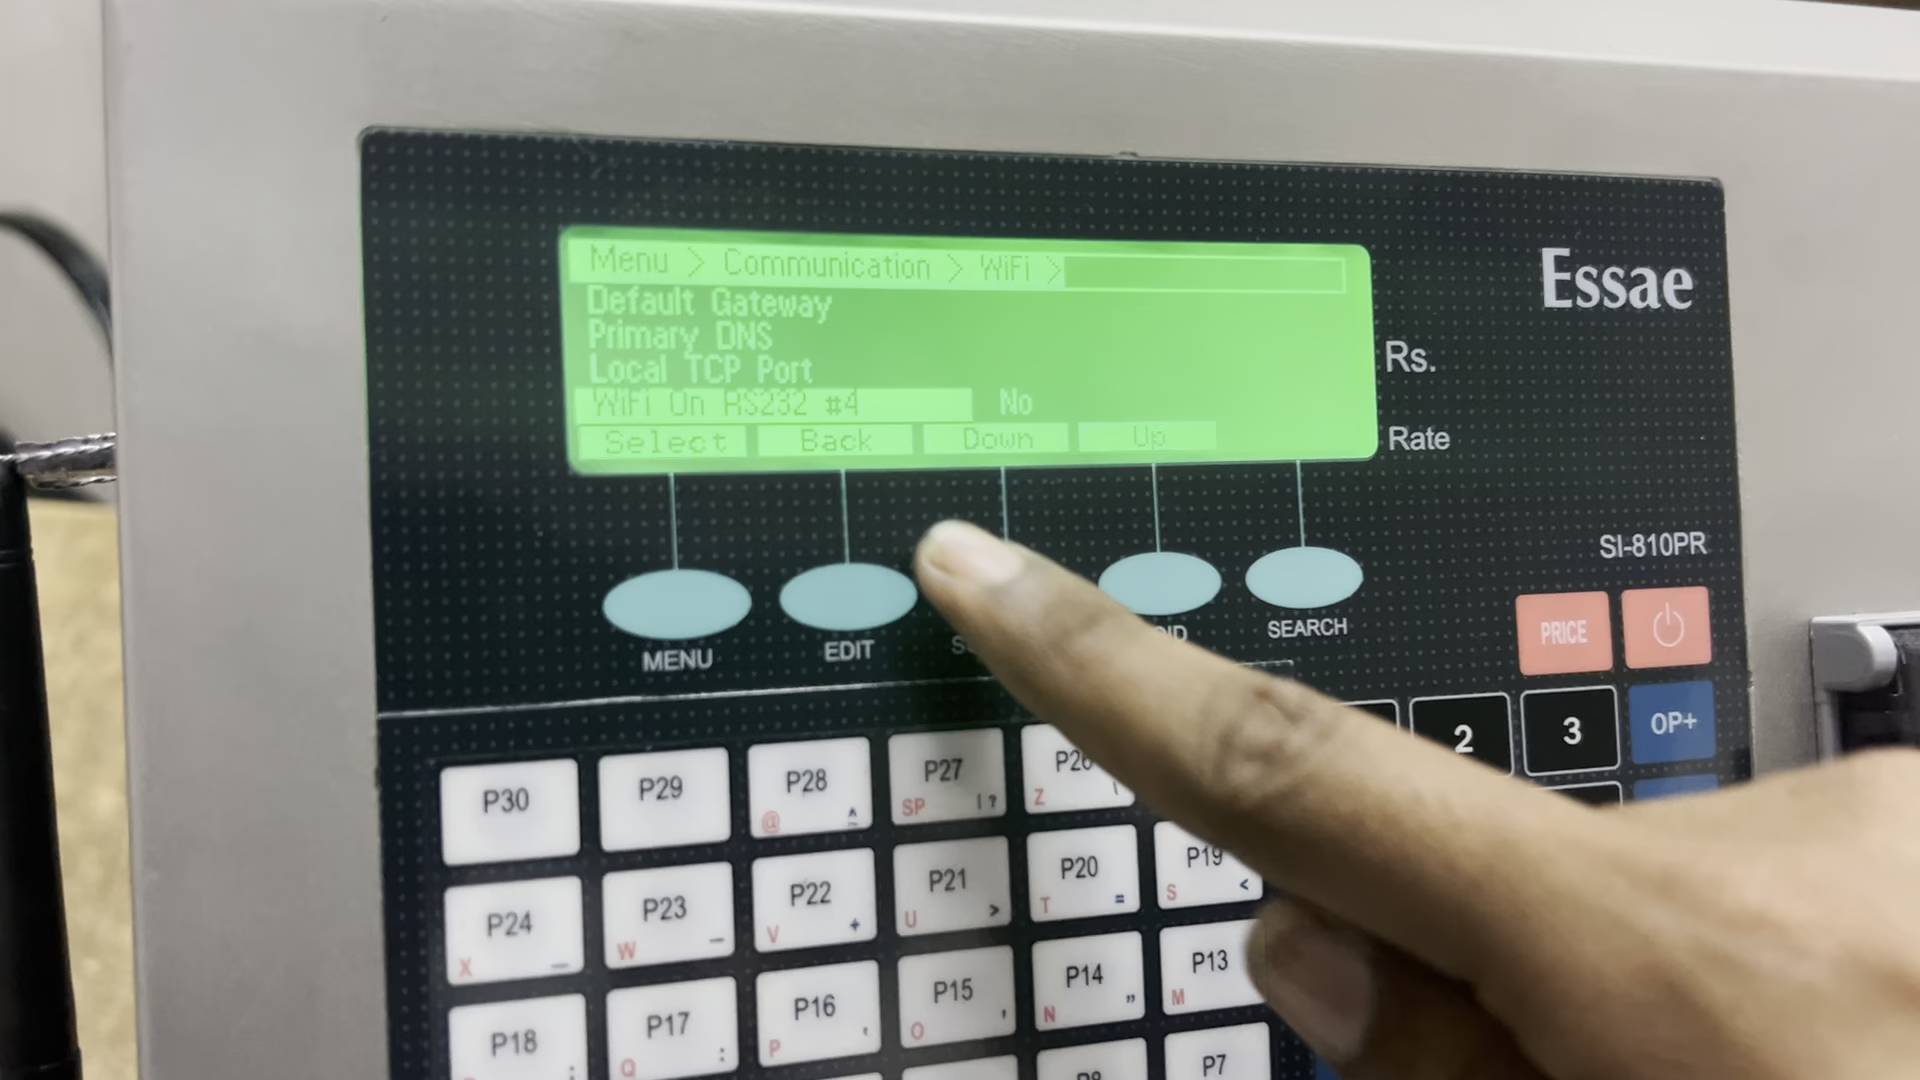 Menu > Communication > WiFi >
Default Gateway
Primary DNS
Local TCP Port
WiFi On RS232 #4 No
Select Back Down Up
Essae
Rs.
Rate
SI-810PR
MENU EDIT SEARCH
PRICE
2 3 OP+
P30 P29 P28 @ ^ P27 SP | ? P26 Z
P24 X _ P23 W – P22 V + P21 U > P20 T = P19 S <
P18 : P17 Q : P16 P ‘ P15 O ’ P14 N " P13 M
P8 P7